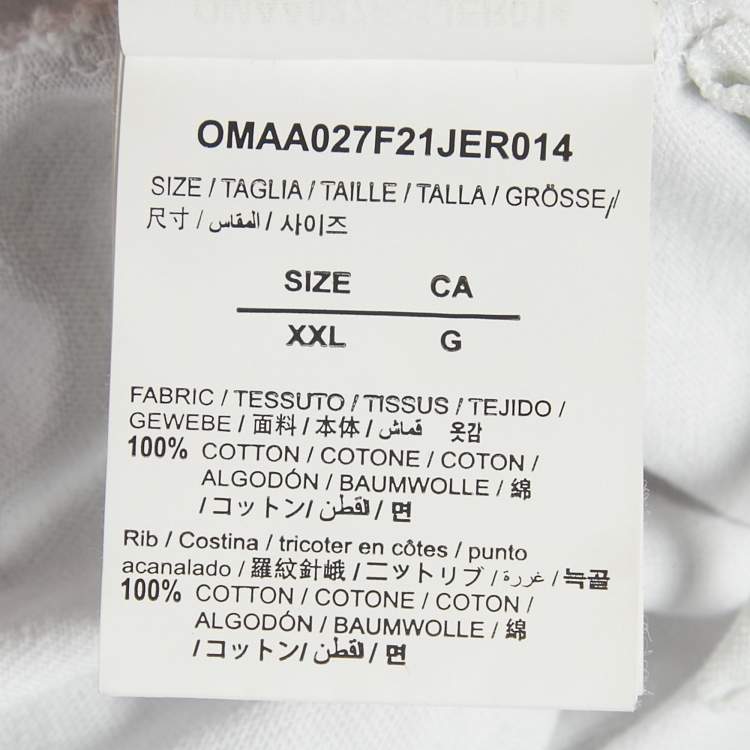 OMAA027F21JER014
SIZE / TAGLIA / TAILLE / TALLA / GRÖSSE/
尺寸 / المقاس / 사이즈
SIZE CA
XXL G
FABRIC / TESSUTO / TISSUS / TEJIDO /
GEWEBE / 面料 / 本体 / قماش 옷감
100% COTTON / COTONE / COTON /
ALGODÓN / BAUMWOLLE / 綿
/ コットン / القطن / 면
Rib / Costina / tricoter en côtes / punto
acanalado / 羅紋針織 / ニットリブ / غررة / 녹골
100% COTTON / COTONE / COTON /
ALGODÓN / BAUMWOLLE / 綿
/ コットン / القطن / 면